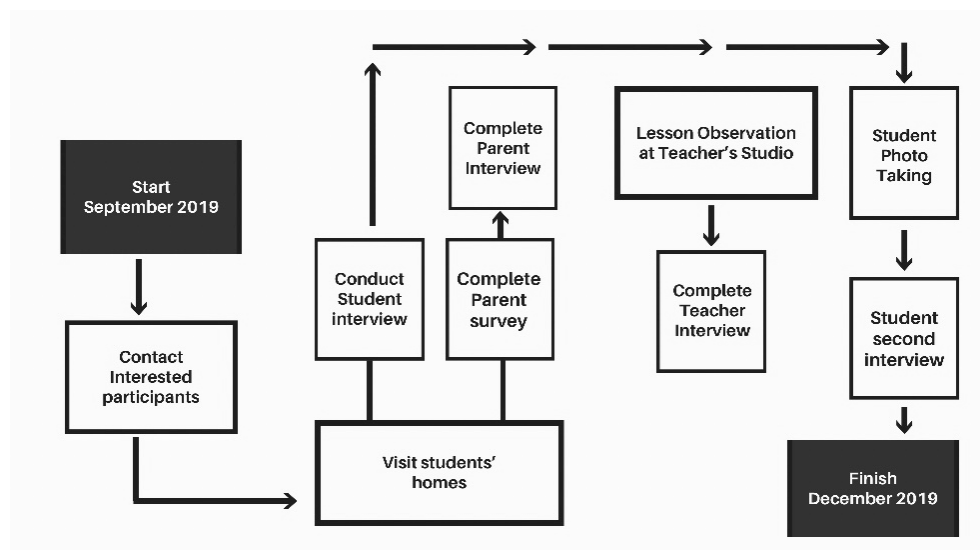 Start
September 2019
Contact
Interested
participants
Visit students’
homes
Conduct
Student
interview
Complete
Parent
survey
Complete
Parent
Interview
Lesson Observation
at Teacher’s Studio
Complete
Teacher
Interview
Student
Photo
Taking
Student
second
interview
Finish
December 2019